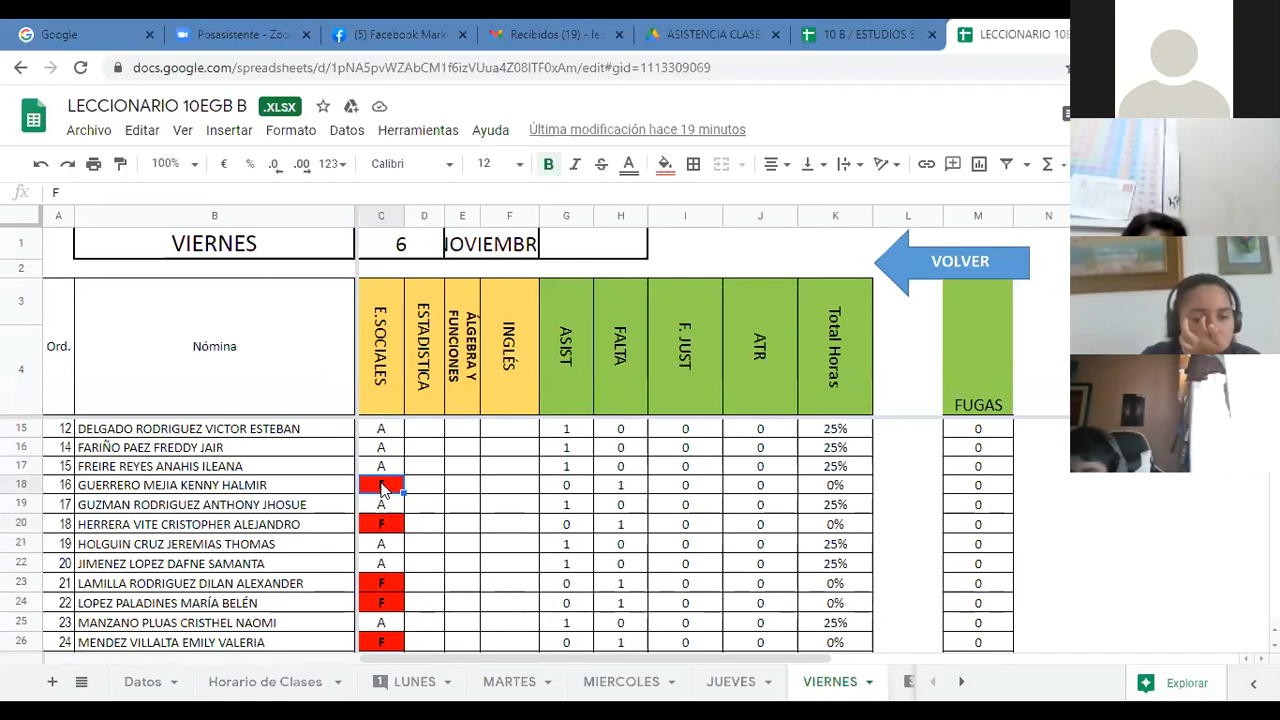 Google
Posasistente - Zoo
(5) Facebook Mark
Recibidos (19) - le
ASISTENCIA CLASE
10 B / ESTUDIOS S
LECCIONARIO 10E
docs.google.com/spreadsheets/d/1pNA5pvWZAbCM1f6izVUua4Z08ITF0xAm/edit#gid=1113309069
LECCIONARIO 10EGB B .XLSX
Archivo Editar Ver Insertar Formato Datos Herramientas Ayuda Última modificación hace 19 minutos
100% € % .0 .00 123 Calibri 12 B I S A Σ
fx F
A B C D E F G H I J K L M N
1 VIERNES 6 NOVIEMBR
VOLVER
2
3
4
Ord. Nómina E.SOCIALES ESTADISTICA ÁLGEBRA Y FUNCIONES INGLÉS ASIST FALTA F. JUST ATR Total Horas FUGAS
15 12 DELGADO RODRIGUEZ VICTOR ESTEBAN A 1 0 0 0 25% 0
16 14 FARIÑO PAEZ FREDDY JAIR A 1 0 0 0 25% 0
17 15 FREIRE REYES ANAHIS ILEANA A 1 0 0 0 25% 0
18 16 GUERRERO MEJIA KENNY HALMIR F 0 1 0 0 0% 0
19 17 GUZMAN RODRIGUEZ ANTHONY JHOSUE A 1 0 0 0 25% 0
20 18 HERRERA VITE CRISTOPHER ALEJANDRO F 0 1 0 0 0% 0
21 19 HOLGUIN CRUZ JEREMIAS THOMAS A 1 0 0 0 25% 0
22 20 JIMENEZ LOPEZ DAFNE SAMANTA A 1 0 0 0 25% 0
23 21 LAMILLA RODRIGUEZ DILAN ALEXANDER F 0 1 0 0 0% 0
24 22 LOPEZ PALADINES MARÍA BELÉN F 0 1 0 0 0% 0
25 23 MANZANO PLUAS CRISTHEL NAOMI A 1 0 0 0 25% 0
26 24 MENDEZ VILLALTA EMILY VALERIA F 0 1 0 0 0% 0
Datos Horario de Clases 1 LUNES MARTES MIERCOLES JUEVES VIERNES Explorar